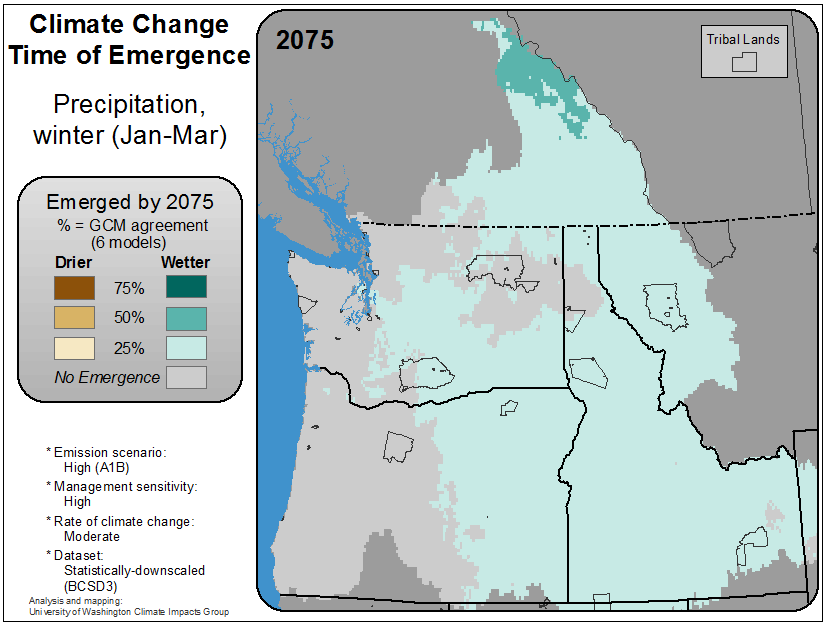 Climate Change
Time of Emergence
Precipitation,
winter (Jan-Mar)
Emerged by 2075
% = GCM agreement
(6 models)
Drier Wetter
75%
50%
25%
No Emergence
* Emission scenario:
High (A1B)
* Management sensitivity:
High
* Rate of climate change:
Moderate
* Dataset:
Statistically-downscaled
(BCSD3)
Analysis and mapping:
University of Washington Climate Impacts Group
2075
Tribal Lands